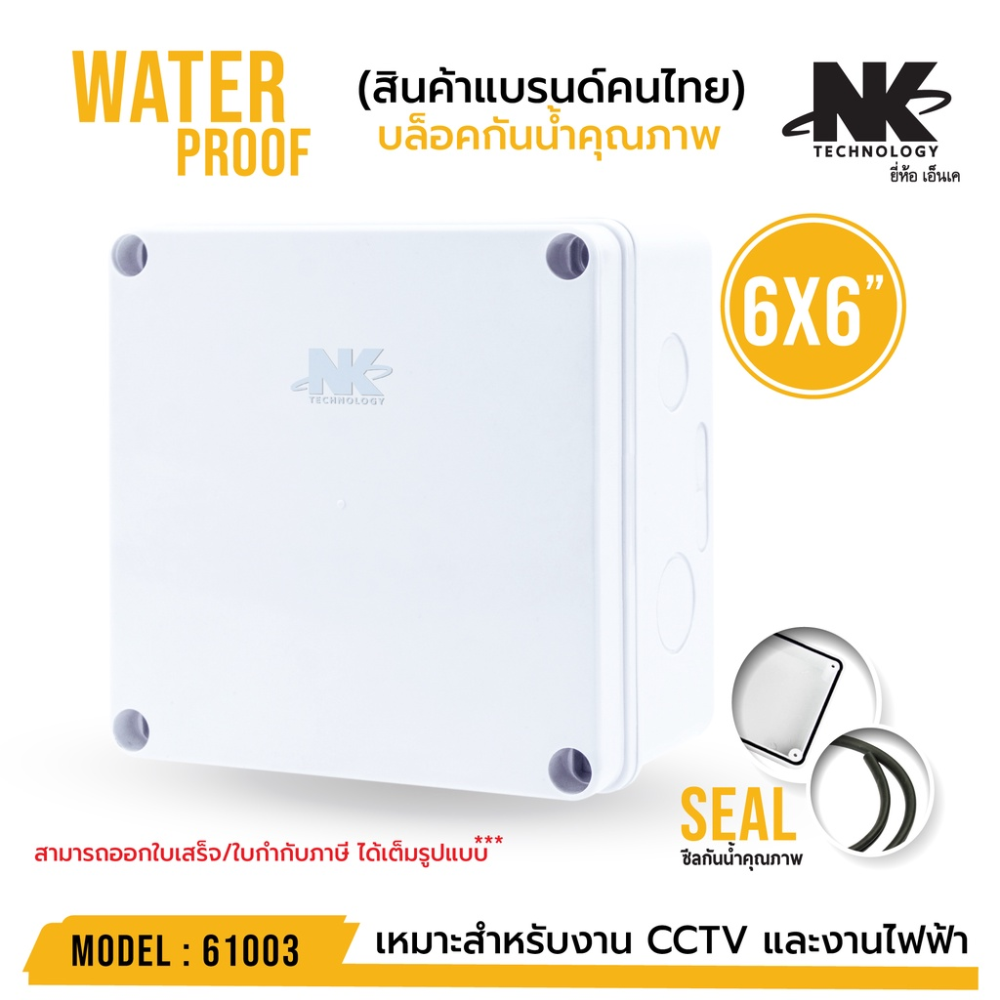 WATER
PROOF
(สินค้าแบรนด์คนไทย)
บล็อคกันน้ำคุณภาพ
NK
TECHNOLOGY
ยี่ห้อ เอ็นเค
6X6”
NK
TECHNOLOGY
SEAL
ซีลกันน้ำคุณภาพ
สามารถออกใบเสร็จ/ใบกำกับภาษี ได้เต็มรูปแบบ***
MODEL : 61003
เหมาะสำหรับงาน CCTV และงานไฟฟ้า